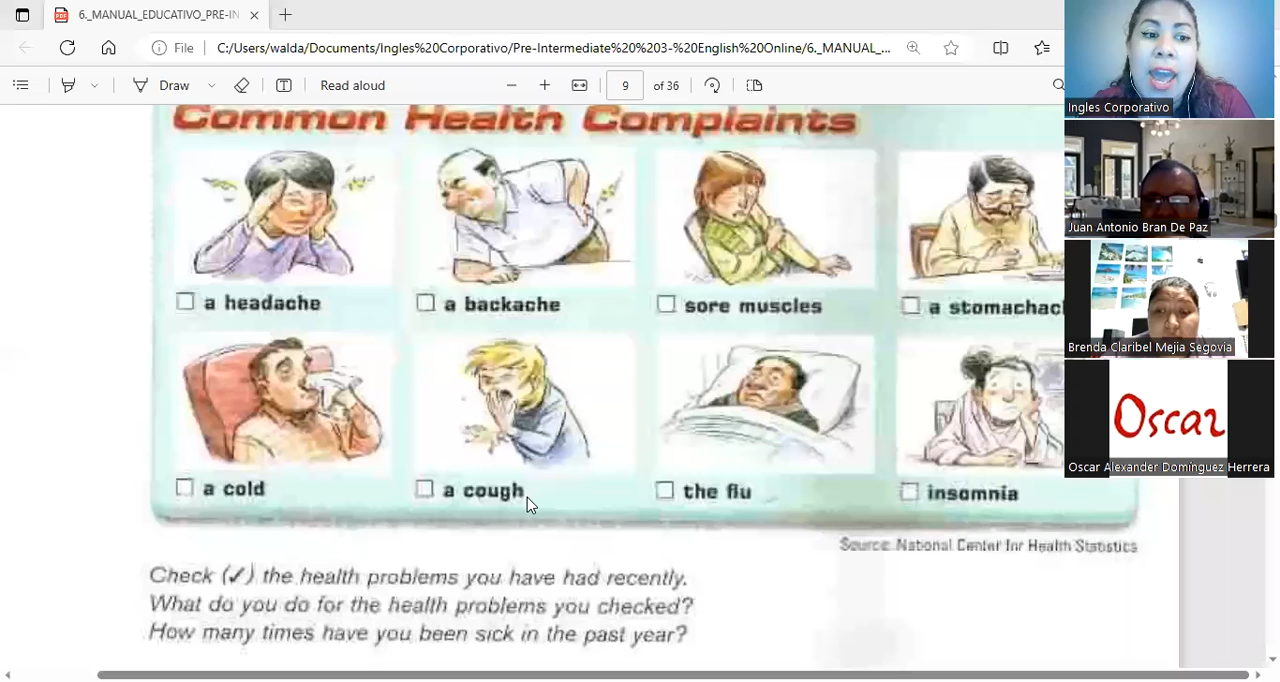 6._MANUAL_EDUCATIVO_PRE-IN
File
C:/Users/walda/Documents/Ingles%20Corporativo/Pre-Intermediate%20%203-%20English%20Online/6._MANUAL_...
Draw
Read aloud
9 of 36
Common Health Complaints
a headache
a backache
sore muscles
a stomachac
a cold
a cough
the flu
insomnia
Source: National Center for Health Statistics
Check (✓) the health problems you have had recently.
What do you do for the health problems you checked?
How many times have you been sick in the past year?
Ingles Corporativo
Juan Antonio Bran De Paz
Brenda Claribel Mejia Segovia
Oscar
Oscar Alexander Domínguez Herrera